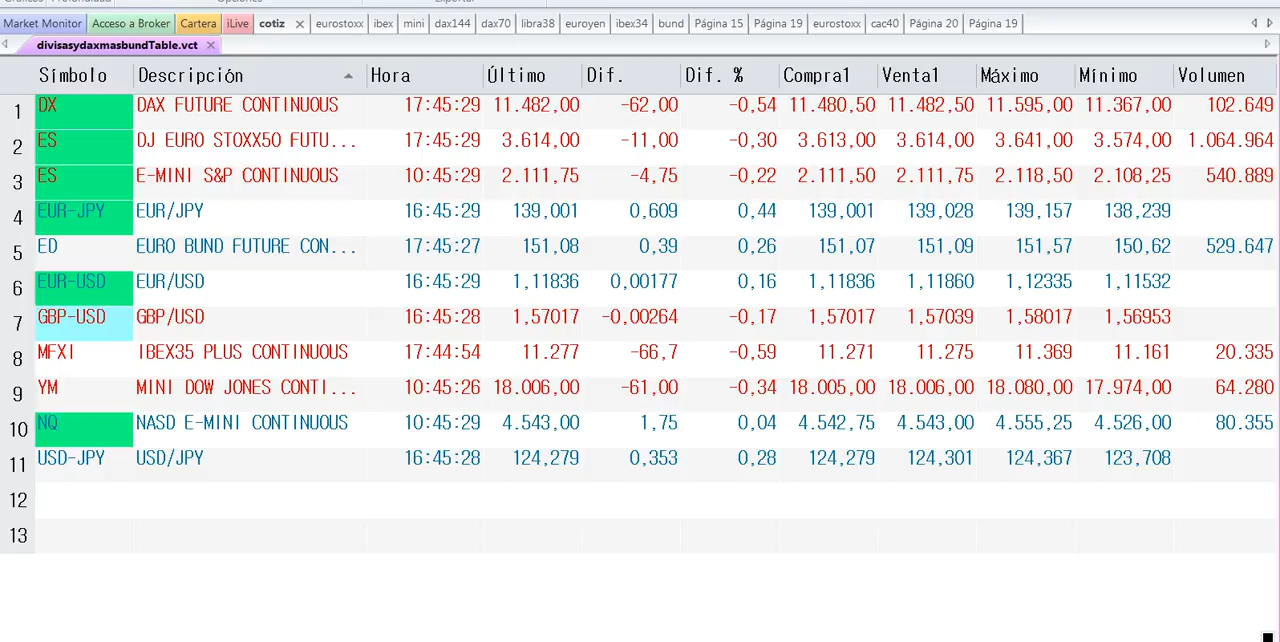 Market Monitor Acceso a Broker Cartera iLive cotiz eurostoxx ibex mini dax144 dax70 libra38 euroyen ibex34 bund Página 15 Página 19 eurostoxx cac40 Página 20 Página 19
divisasydaxmasbundTable.vct
Símbolo Descripción Hora Último Dif. Dif. % Compra1 Venta1 Máximo Mínimo Volumen
1 DX DAX FUTURE CONTINUOUS 17:45:29 11.482,00 -62,00 -0,54 11.480,50 11.482,50 11.595,00 11.367,00 102.649
2 ES DJ EURO STOXX50 FUTU... 17:45:29 3.614,00 -11,00 -0,30 3.613,00 3.614,00 3.641,00 3.574,00 1.064.964
3 ES E-MINI S&P CONTINUOUS 10:45:29 2.111,75 -4,75 -0,22 2.111,50 2.111,75 2.118,50 2.108,25 540.889
4 EUR-JPY EUR/JPY 16:45:29 139,001 0,609 0,44 139,001 139,028 139,157 138,239
5 ED EURO BUND FUTURE CON... 17:45:27 151,08 0,39 0,26 151,07 151,09 151,57 150,62 529.647
6 EUR-USD EUR/USD 16:45:29 1,11836 0,00177 0,16 1,11836 1,11860 1,12335 1,11532
7 GBP-USD GBP/USD 16:45:28 1,57017 -0,00264 -0,17 1,57017 1,57039 1,58017 1,56953
8 MFXI IBEX35 PLUS CONTINUOUS 17:44:54 11.277 -66,7 -0,59 11.271 11.275 11.369 11.161 20.335
9 YM MINI DOW JONES CONTI... 10:45:26 18.006,00 -61,00 -0,34 18.005,00 18.006,00 18.080,00 17.974,00 64.280
10 NQ NASD E-MINI CONTINUOUS 10:45:29 4.543,00 1,75 0,04 4.542,75 4.543,00 4.555,25 4.526,00 80.355
11 USD-JPY USD/JPY 16:45:28 124,279 0,353 0,28 124,279 124,301 124,367 123,708
12
13